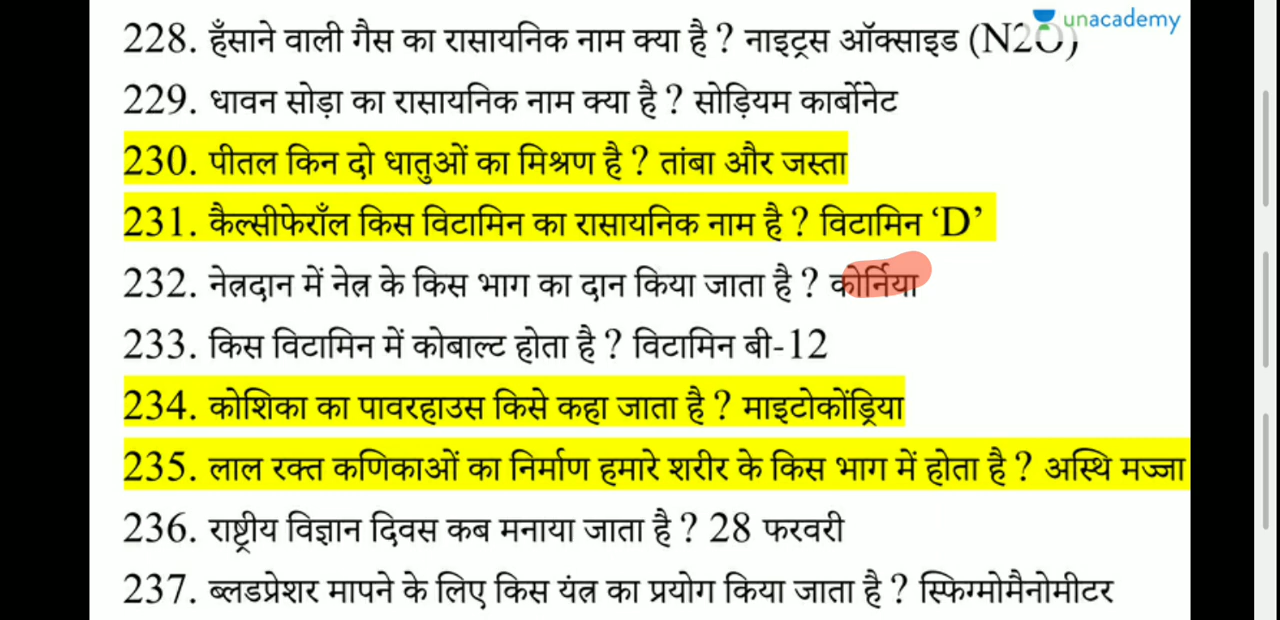 unacademy
228. हँसाने वाली गैस का रासायनिक नाम क्या है ? नाइट्रस ऑक्साइड (N2O)
229. धावन सोड़ा का रासायनिक नाम क्या है ? सोड़ियम कार्बोनेट
230. पीतल किन दो धातुओं का मिश्रण है ? तांबा और जस्ता
231. कैल्सीफेराँल किस विटामिन का रासायनिक नाम है ? विटामिन ‘D’
232. नेत्रदान में नेत्र के किस भाग का दान किया जाता है ? कोर्निया
233. किस विटामिन में कोबाल्ट होता है ? विटामिन बी-12
234. कोशिका का पावरहाउस किसे कहा जाता है ? माइटोकोंड्रिया
235. लाल रक्त कणिकाओं का निर्माण हमारे शरीर के किस भाग में होता है ? अस्थि मज्जा
236. राष्ट्रीय विज्ञान दिवस कब मनाया जाता है ? 28 फरवरी
237. ब्लडप्रेशर मापने के लिए किस यंत्र का प्रयोग किया जाता है ? स्फिग्मोमैनोमीटर